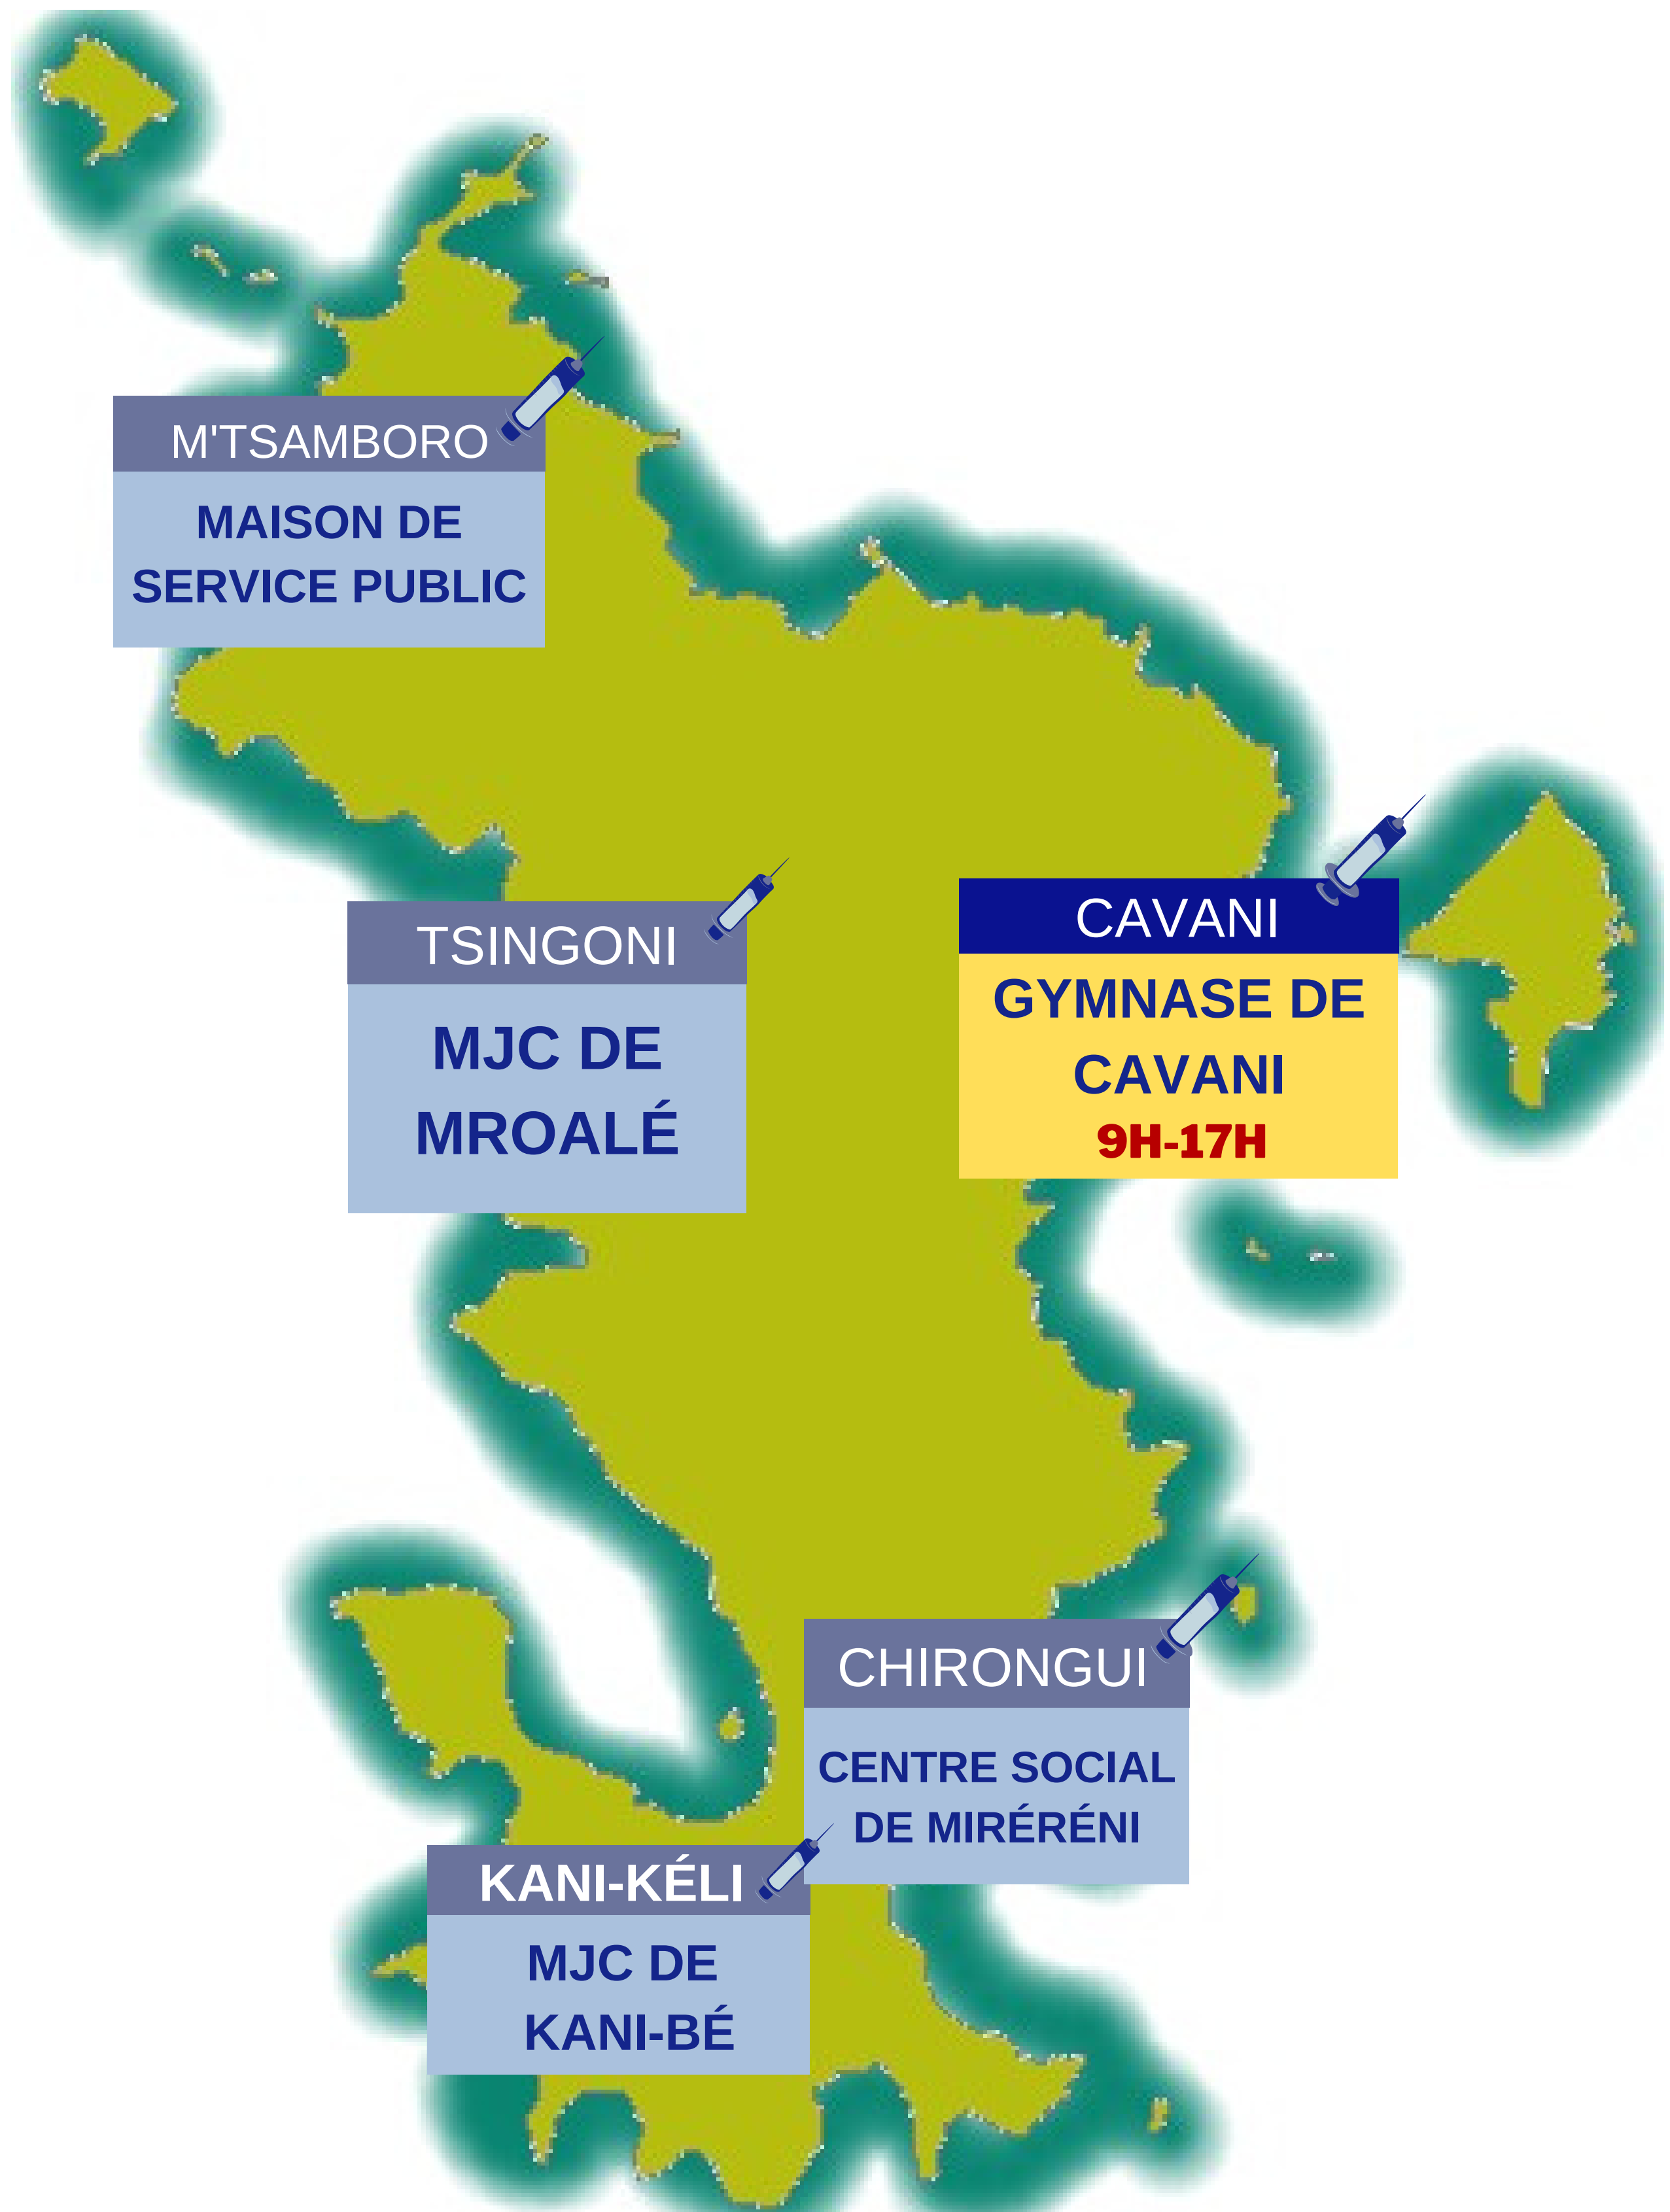 M'TSAMBORO
MAISON DE
SERVICE PUBLIC
TSINGONI
MJC DE
MROALÉ
CAVANI
GYMNASE DE
CAVANI
9H-17H
CHIRONGUI
CENTRE SOCIAL
DE MIRÉRÉNI
KANI-KÉLI
MJC DE
KANI-BÉ